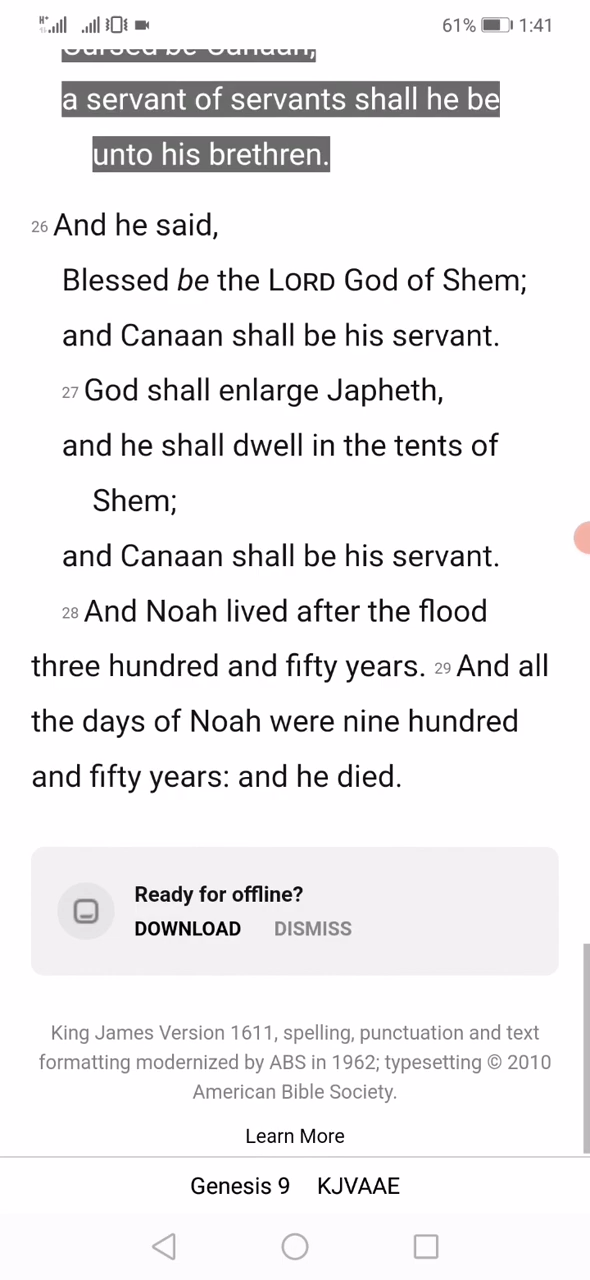 61% 1:41
Cursed be Canaan;
a servant of servants shall he be
unto his brethren.
26 And he said,
Blessed be the LORD God of Shem;
and Canaan shall be his servant.
27 God shall enlarge Japheth,
and he shall dwell in the tents of
Shem;
and Canaan shall be his servant.
28 And Noah lived after the flood
three hundred and fifty years. 29 And all
the days of Noah were nine hundred
and fifty years: and he died.
Ready for offline?
DOWNLOAD DISMISS
King James Version 1611, spelling, punctuation and text
formatting modernized by ABS in 1962; typesetting © 2010
American Bible Society.
Learn More
Genesis 9 KJVAAE